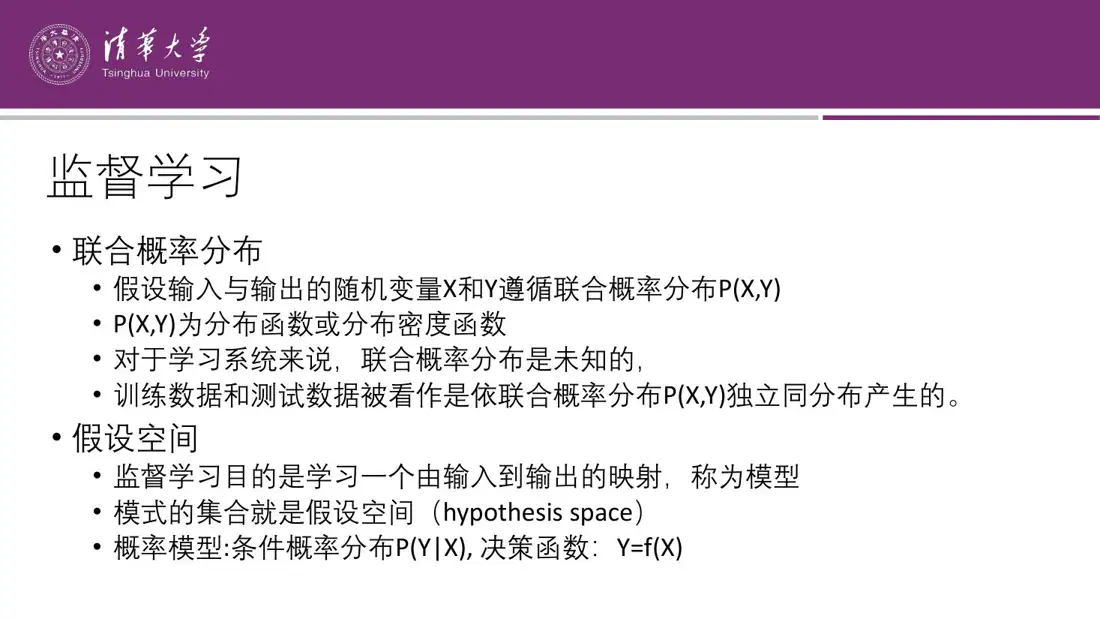 清华大学
Tsinghua University
监督学习
• 联合概率分布
• 假设输入与输出的随机变量X和Y遵循联合概率分布P(X,Y)
• P(X,Y)为分布函数或分布密度函数
• 对于学习系统来说，联合概率分布是未知的，
• 训练数据和测试数据被看作是依联合概率分布P(X,Y)独立同分布产生的。
• 假设空间
• 监督学习目的是学习一个由输入到输出的映射，称为模型
• 模式的集合就是假设空间（hypothesis space）
• 概率模型:条件概率分布P(Y|X), 决策函数：Y=f(X)